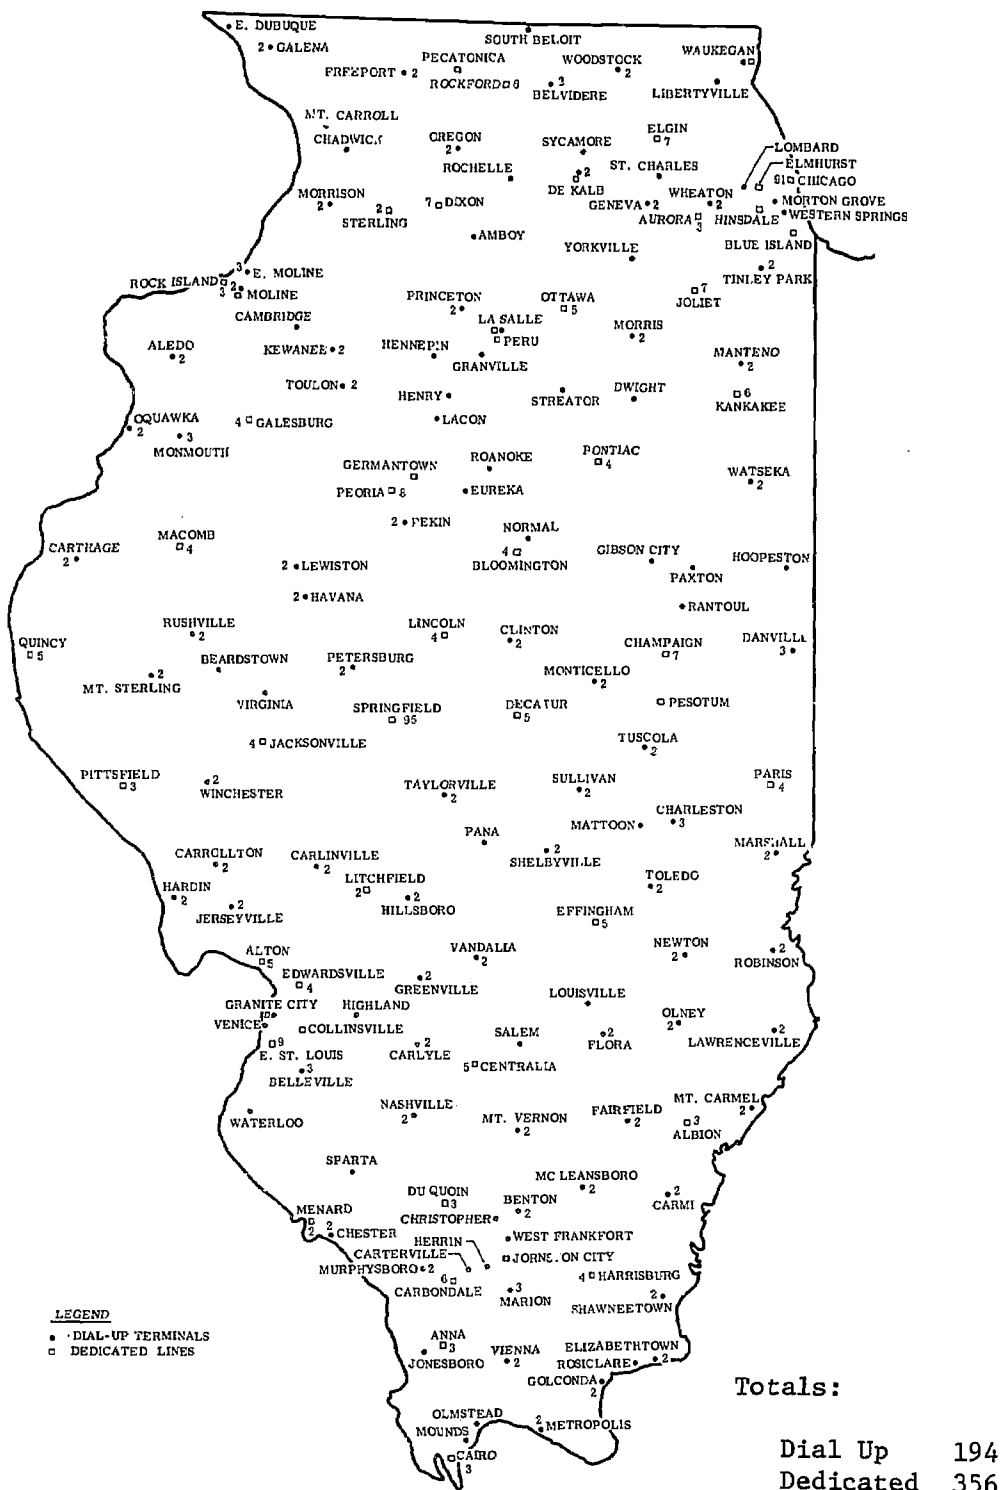 E. DUBUQUE
2 GALENA
SOUTH BELOIT
PECATONICA
WOODSTOCK
2
WAUKEGAN
FREEPORT 2
ROCKFORD 8
3
BELVIDERE
LIBERTYVILLE
MT. CARROLL
CHADWICK
OREGON
2
SYCAMORE
ELGIN
7
LOMBARD
ELMHURST
ROCHELLE
2
DE KALB
ST. CHARLES
91 CHICAGO
MORRISON
2
2
STERLING
7 DIXON
GENEVA 2
WHEATON
2
MORTON GROVE
AURORA
3
HINSDALE
WESTERN SPRINGS
AMBOY
BLUE ISLAND
YORKVILLE
2
TINLEY PARK
3
E. MOLINE
ROCK ISLAND
3
2
MOLINE
7
JOLIET
CAMBRIDGE
PRINCETON
2
OTTAWA
5
LA SALLE
PERU
MORRIS
2
ALEDO
2
KEWANEE 2
HENNEPIN
GRANVILLE
MANTENO
2
TOULON 2
HENRY
STREATOR
DWIGHT
6
KANKAKEE
OQUAWKA
2
4 GALESBURG
LACON
3
MONMOUTH
GERMANTOWN
ROANOKE
PONTIAC
4
WATSEKA
2
PEORIA 8
EUREKA
2 PEKIN
NORMAL
MACOMB
4
4
BLOOMINGTON
CARTHAGE
2
GIBSON CITY
HOOPESTON
2 LEWISTON
PAXTON
2 HAVANA
RANTOUL
RUSHVILLE
2
LINCOLN
4
CLINTON
2
QUINCY
5
CHAMPAIGN
7
DANVILLE
3
BEARDSTOWN
PETERSBURG
2
2
MT. STERLING
MONTICELLO
2
VIRGINIA
SPRINGFIELD
95
DECATUR
5
PESOTUM
4 JACKSONVILLE
TUSCOLA
2
PITTSFIELD
3
2
WINCHESTER
TAYLORVILLE
2
SULLIVAN
2
PARIS
4
MATTOON
CHARLESTON
3
PANA
2
SHELBYVILLE
MARSHALL
2
CARROLLTON
2
CARLINVILLE
2
LITCHFIELD
2
2
HILLSBORO
TOLEDO
2
HARDIN
2
2
JERSEYVILLE
EFFINGHAM
5
ALTON
5
VANDALIA
2
NEWTON
2
2
ROBINSON
EDWARDSVILLE
4
2
GREENVILLE
LOUISVILLE
GRANITE CITY
HIGHLAND
VENICE
COLLINSVILLE
SALEM
2
FLORA
OLNEY
2
2
LAWRENCEVILLE
9
E. ST. LOUIS
2
CARLYLE
5 CENTRALIA
3
BELLEVILLE
WATERLOO
NASHVILLE
2
MT. VERNON
2
FAIRFIELD
2
MT. CARMEL
2
3
ALBION
SPARTA
MC LEANSBORO
2
DU QUOIN
3
BENTON
2
2
CARMI
MENARD
2
2
CHESTER
CHRISTOPHER
HERRIN
WEST FRANKFORT
CARTERVILLE
MURPHYSBORO 2
6
CARBONDALE
4 HARRISBURG
3
MARION
2
SHAWNEETOWN
LEGEND
DIAL-UP TERMINALS
DEDICATED LINES
ANNA
3
JONESBORO
VIENNA
2
ELIZABETHTOWN
2
ROSICLARE
GOLCONDA
2
Totals:
OLMSTEAD
MOUNDS
2
METROPOLIS
CAIRO
3
Dial Up 194
Dedicated 356